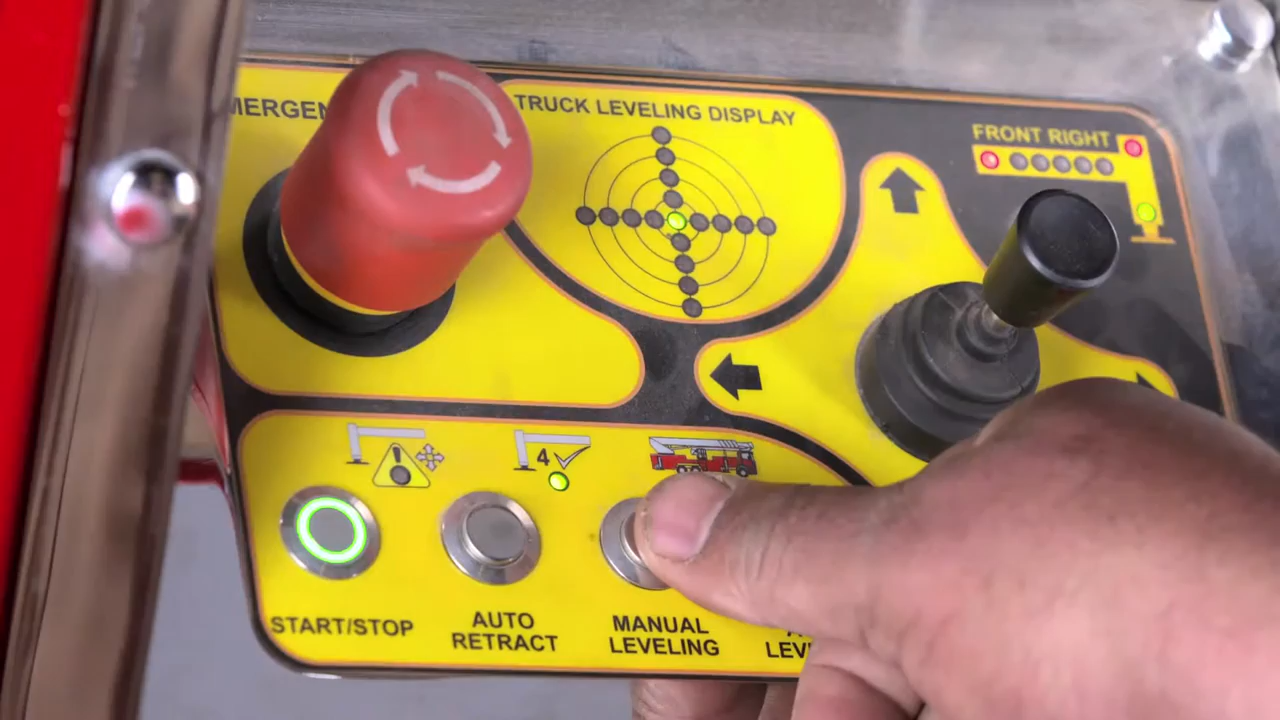 MERGEN
TRUCK LEVELING DISPLAY
FRONT RIGHT
4
START/STOP
AUTO
RETRACT
MANUAL
LEVELING
LEV